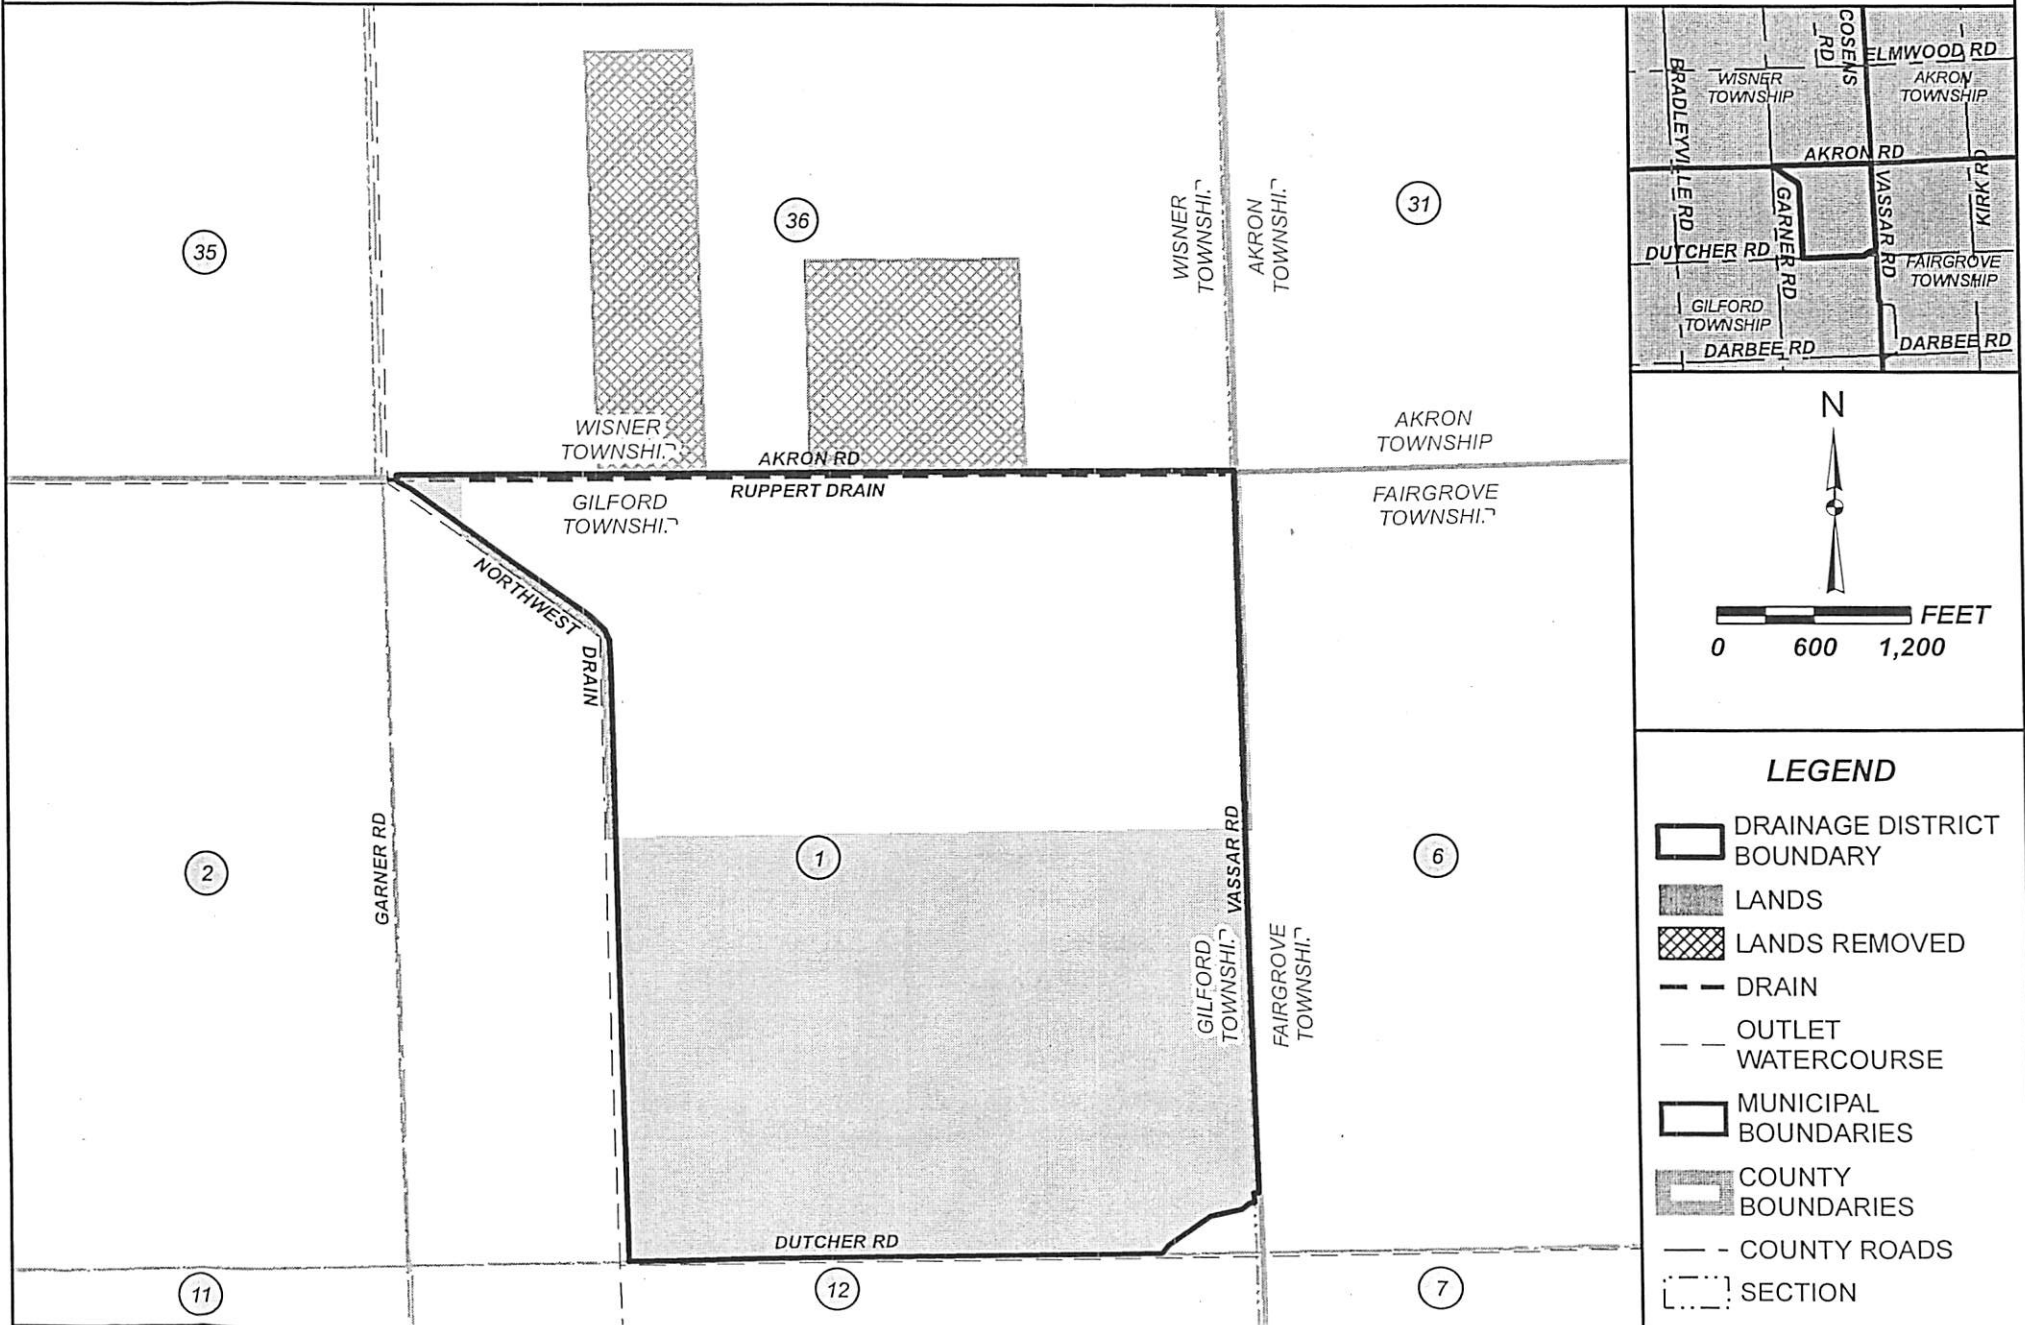 35
36
31
WISNER
TOWNSHI.
AKRON
TOWNSHI.
WISNER
TOWNSHI.
AKRON RD
AKRON
TOWNSHIP
RUPPERT DRAIN
GILFORD
TOWNSHI.
FAIRGROVE
TOWNSHI.
NORTHWEST
DRAIN
GARNER RD
2
1
6
VASSAR RD
GILFORD
TOWNSHI.
FAIRGROVE
TOWNSHI.
DUTCHER RD
11
12
7
BRADLEYVILLE RD
COSENS
RD
ELMWOOD RD
WISNER
TOWNSHIP
AKRON
TOWNSHIP
AKRON RD
GARNER RD
VASSAR RD
KIRK RD
DUTCHER RD
FAIRGROVE
TOWNSHIP
GILFORD
TOWNSHIP
DARBEE RD
DARBEE RD
N
FEET
0 600 1,200
LEGEND
DRAINAGE DISTRICT
BOUNDARY
LANDS
LANDS REMOVED
DRAIN
OUTLET
WATERCOURSE
MUNICIPAL
BOUNDARIES
COUNTY
BOUNDARIES
COUNTY ROADS
SECTION